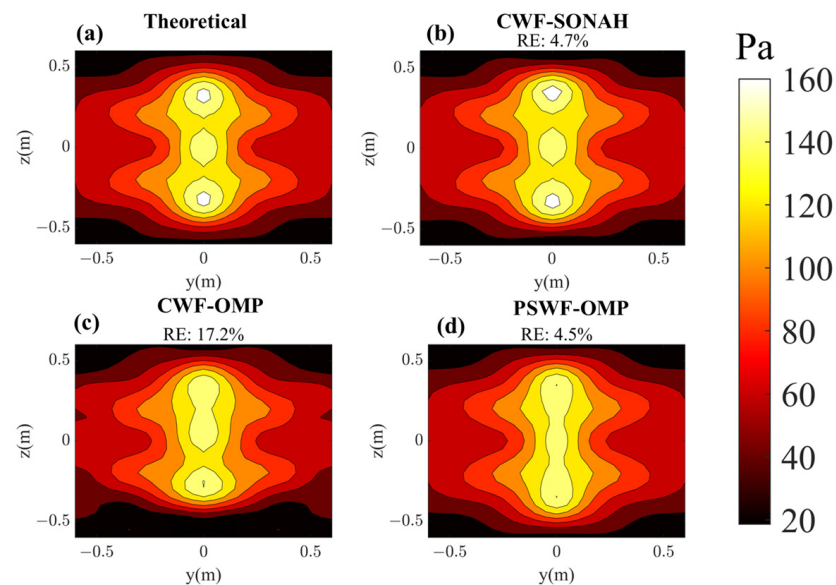 (a) Theoretical
(b) CWF-SONAH
RE: 4.7%
Pa
0.5
0
−0.5
z(m)
−0.5 0 0.5
y(m)
0.5
0
−0.5
z(m)
−0.5 0 0.5
y(m)
(c) CWF-OMP
RE: 17.2%
(d) PSWF-OMP
RE: 4.5%
0.5
0
−0.5
z(m)
−0.5 0 0.5
y(m)
0.5
0
−0.5
z(m)
−0.5 0 0.5
y(m)
160
140
120
100
80
60
40
20